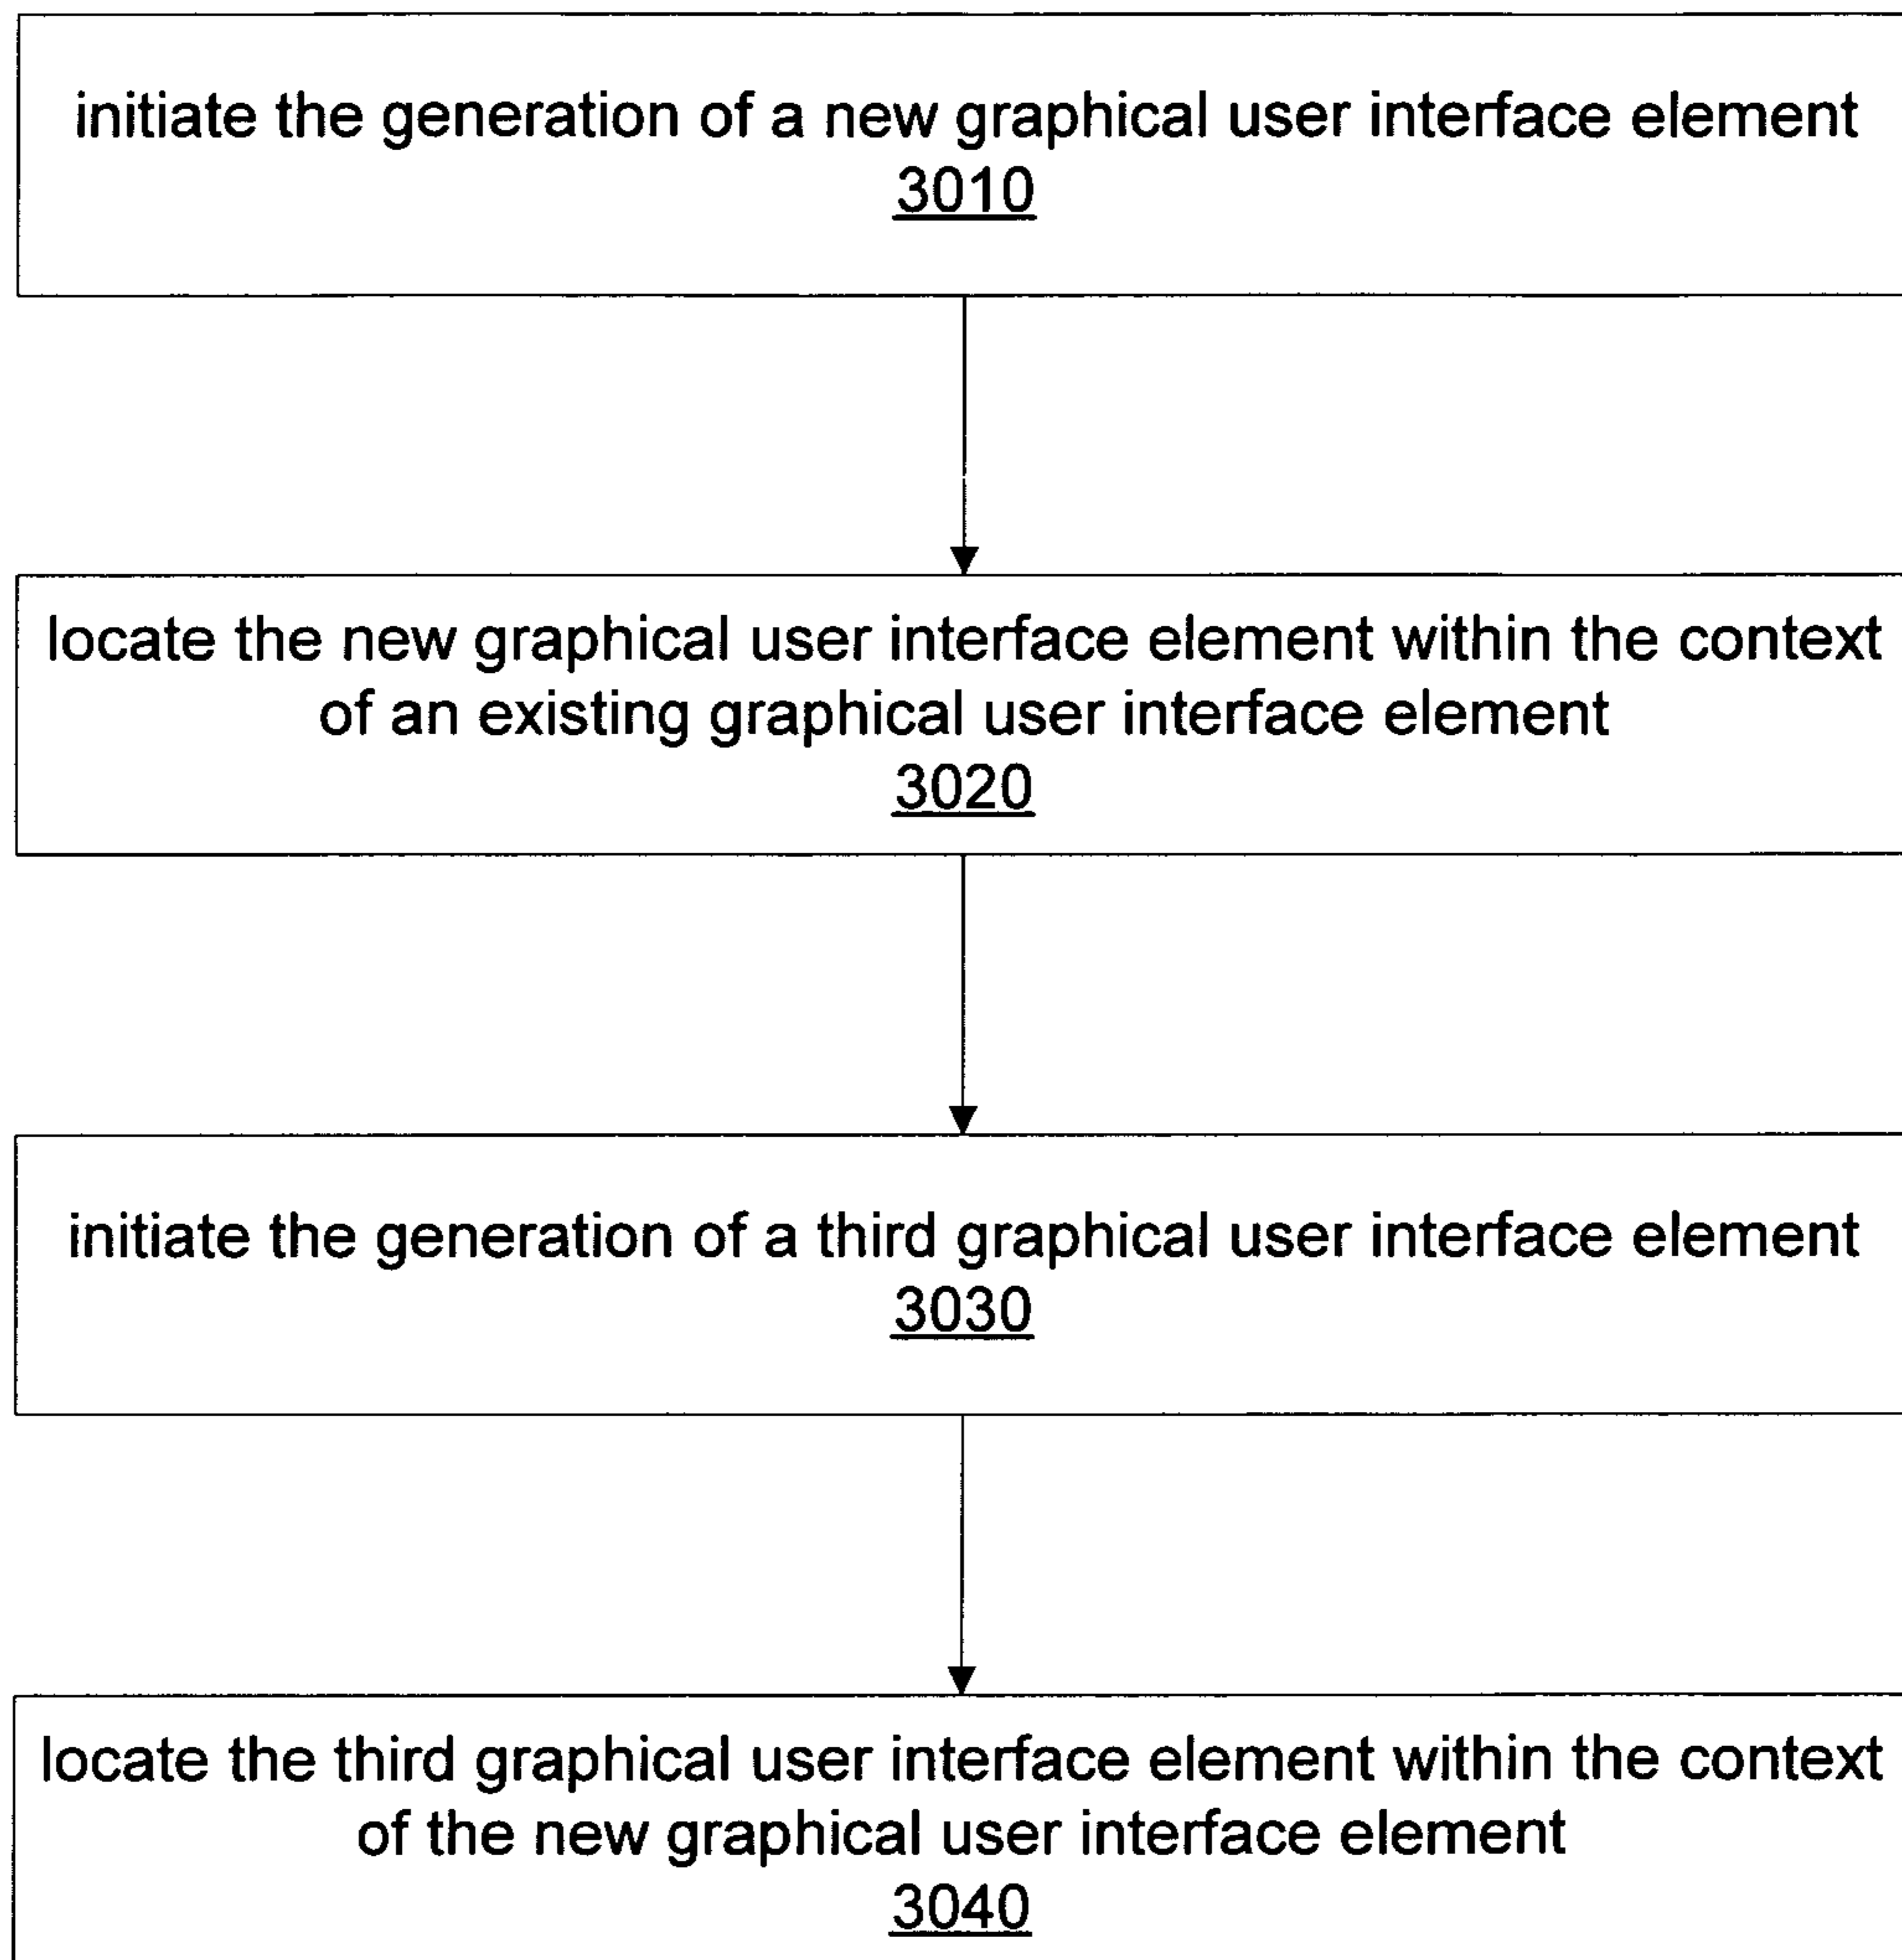 initiate the generation of a new graphical user interface element
3010
locate the new graphical user interface element within the context
of an existing graphical user interface element
3020
initiate the generation of a third graphical user interface element
3030
locate the third graphical user interface element within the context
of the new graphical user interface element
3040